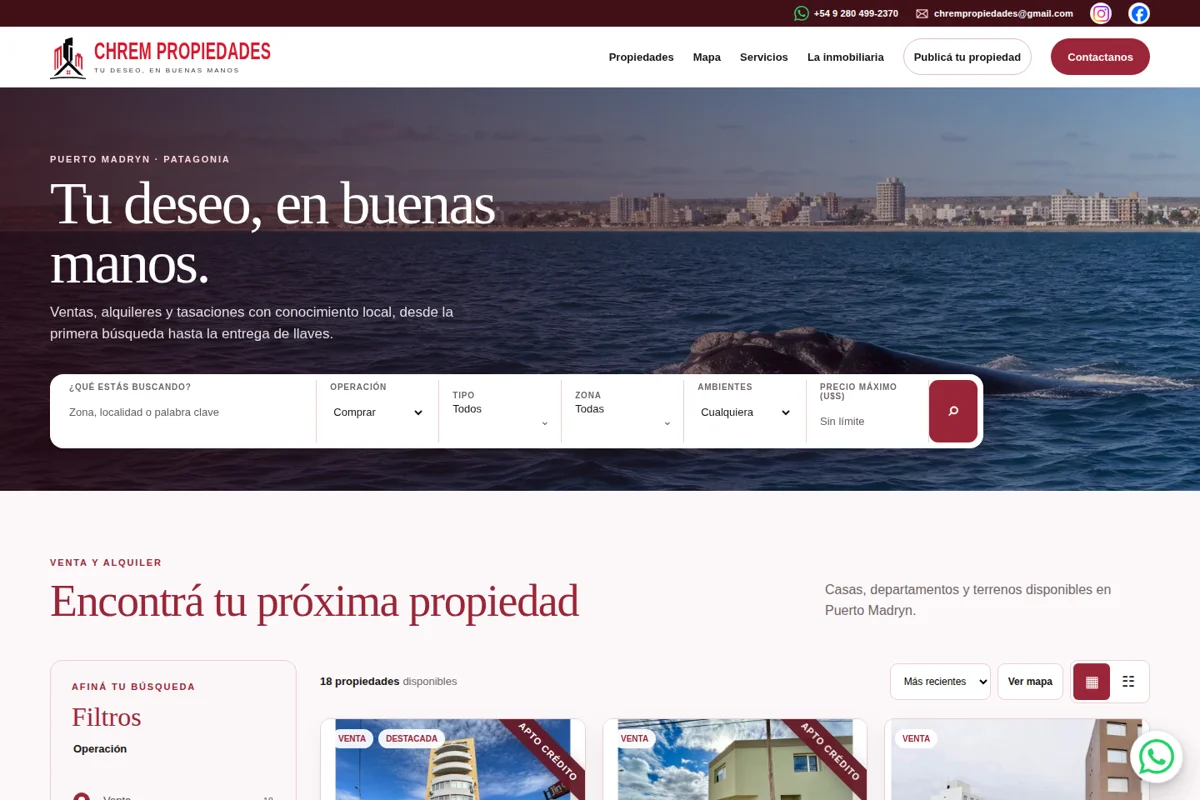 +54 9 280 499-2370
chrempropiedades@gmail.com
CHREM PROPIEDADES
TU DESEO, EN BUENAS MANOS
Propiedades
Mapa
Servicios
La inmobiliaria
Publicá tu propiedad
Contactanos
PUERTO MADRYN · PATAGONIA
Tu deseo, en buenas
manos.
Ventas, alquileres y tasaciones con conocimiento local, desde la
primera búsqueda hasta la entrega de llaves.
¿QUÉ ESTÁS BUSCANDO?
Zona, localidad o palabra clave
OPERACIÓN
Comprar
TIPO
Todos
ZONA
Todas
AMBIENTES
Cualquiera
PRECIO MÁXIMO
(U$S)
Sin límite
VENTA Y ALQUILER
Encontrá tu próxima propiedad
Casas, departamentos y terrenos disponibles en
Puerto Madryn.
AFINÁ TU BÚSQUEDA
Filtros
Operación
Venta
18
18 propiedades disponibles
Más recientes
Ver mapa
VENTA
DESTACADA
APTO CRÉDITO
VENTA
APTO CRÉDITO
VENTA